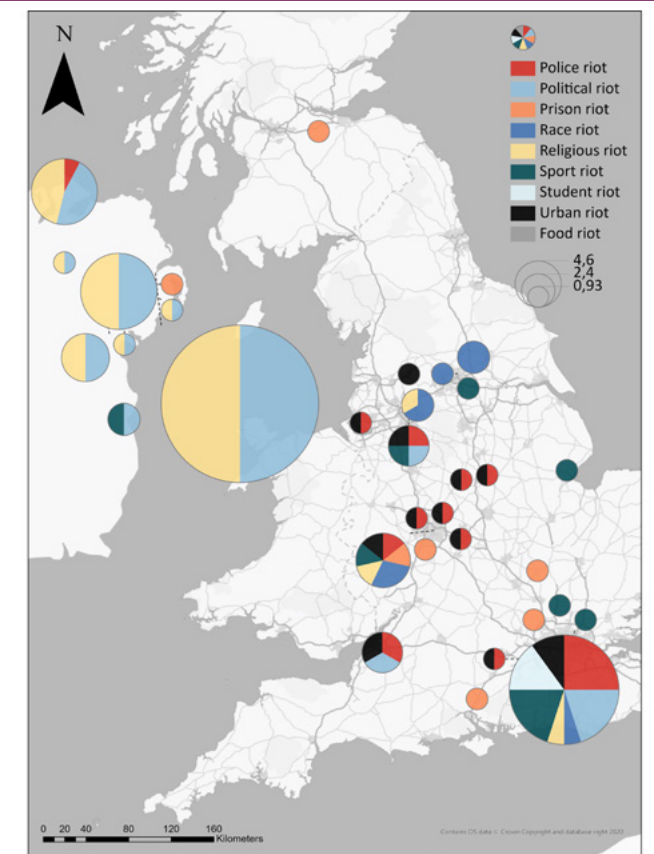 N
Police riot
Political riot
Prison riot
Race riot
Religious riot
Sport riot
Student riot
Urban riot
Food riot
4,6
2,4
0,93
0 20 40 80 120 160
Kilometers
Contains OS data © Crown Copyright and database right 2020